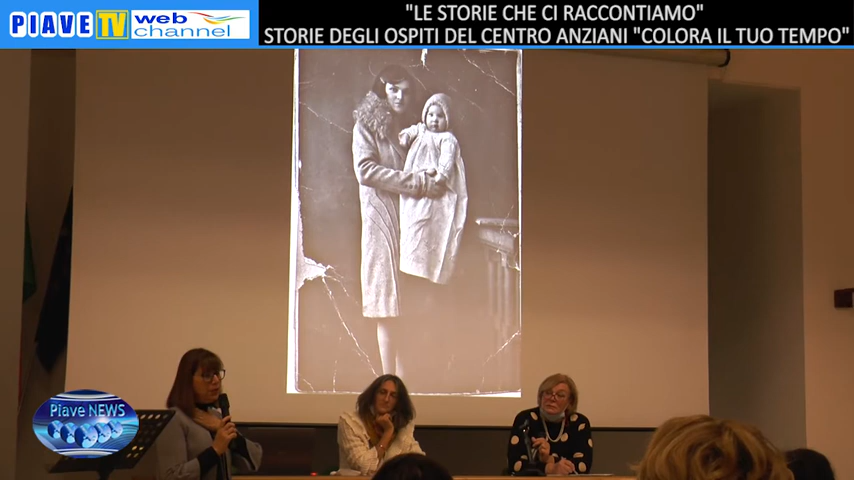 PIAVE TV web channel
"LE STORIE CHE CI RACCONTIAMO"
STORIE DEGLI OSPITI DEL CENTRO ANZIANI "COLORA IL TUO TEMPO"
Piave NEWS